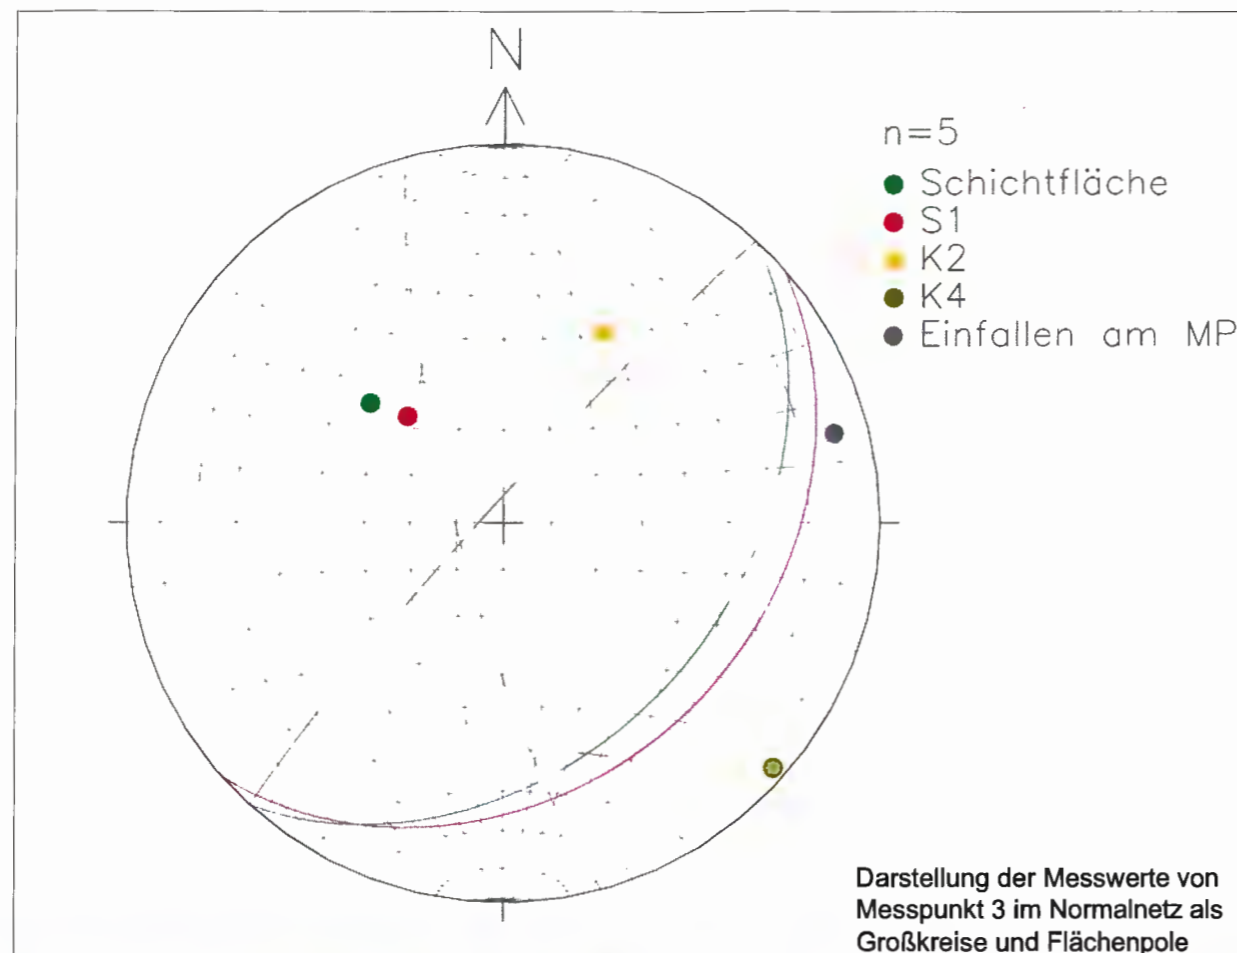 N
n=5
Schichtfläche
S1
K2
K4
Einfallen am MP
Darstellung der Messwerte von
Messpunkt 3 im Normalnetz als
Großkreise und Flächenpole